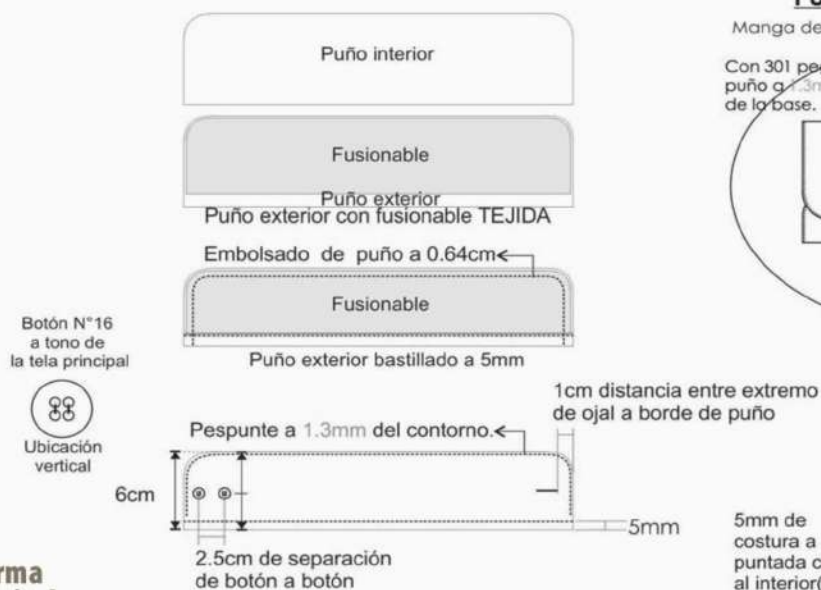 Puño interior
Manga de
Con 301
puño a 1.3m
de la base.
Fusionable
Puño exterior
Puño exterior con fusionable TEJIDA
Embolsado de puño a 0.64cm
Fusionable
Puño exterior bastillado a 5mm
Botón N°16
a tono de
la tela principal
Ubicación
vertical
1cm distancia entre extremo
de ojal a borde de puño
Pespunte a 1.3mm del contorno.
6cm
5mm
2.5cm de separación
de botón a botón
5mm de
costura a
puntada
al interior(